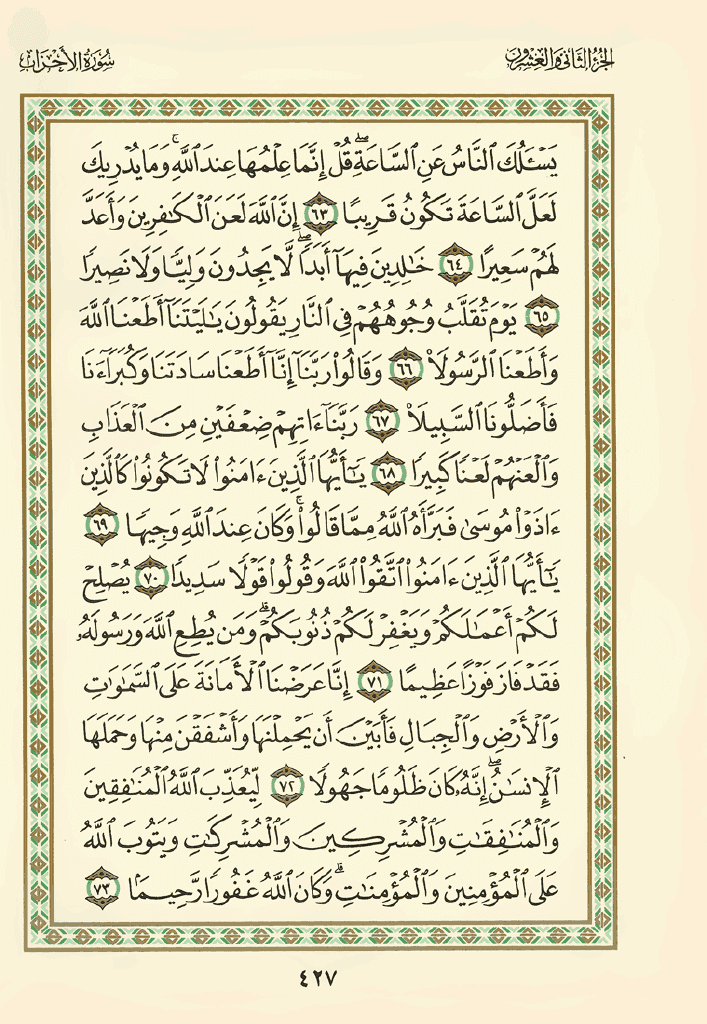 الجزء الثاني والعشرون
سورة الأحزاب
يَسْـَٔلُكَ ٱلنَّاسُ عَنِ ٱلسَّاعَةِۖ قُلْ إِنَّمَا عِلْمُهَا عِندَ ٱللَّهِۚ وَمَا يُدْرِيكَ
لَعَلَّ ٱلسَّاعَةَ تَكُونُ قَرِيبًا ٦٣ إِنَّ ٱللَّهَ لَعَنَ ٱلْكَٰفِرِينَ وَأَعَدَّ
لَهُمْ سَعِيرًا ٦٤ خَٰلِدِينَ فِيهَآ أَبَدًاۖ لَّا يَجِدُونَ وَلِيًّا وَلَا نَصِيرًا
٦٥ يَوْمَ تُقَلَّبُ وُجُوهُهُمْ فِى ٱلنَّارِ يَقُولُونَ يَٰلَيْتَنَآ أَطَعْنَا ٱللَّهَ
وَأَطَعْنَا ٱلرَّسُولَا۠ ٦٦ وَقَالُوا۟ رَبَّنَآ إِنَّآ أَطَعْنَا سَادَتَنَا وَكُبَرَآءَنَا
فَأَضَلُّونَا ٱلسَّبِيلَا۠ ٦٧ رَبَّنَآ ءَاتِهِمْ ضِعْفَيْنِ مِنَ ٱلْعَذَابِ
وَٱلْعَنْهُمْ لَعْنًا كَبِيرًا ٦٨ يَٰٓأَيُّهَا ٱلَّذِينَ ءَامَنُوا۟ لَا تَكُونُوا۟ كَٱلَّذِينَ
ءَاذَوْا۟ مُوسَىٰ فَبَرَّأَهُ ٱللَّهُ مِمَّا قَالُوا۟ۚ وَكَانَ عِندَ ٱللَّهِ وَجِيهًا ٦٩
يَٰٓأَيُّهَا ٱلَّذِينَ ءَامَنُوا۟ ٱتَّقُوا۟ ٱللَّهَ وَقُولُوا۟ قَوْلًا سَدِيدًا ٧٠ يُصْلِحْ
لَكُمْ أَعْمَٰلَكُمْ وَيَغْفِرْ لَكُمْ ذُنُوبَكُمْۗ وَمَن يُطِعِ ٱللَّهَ وَرَسُولَهُۥ
فَقَدْ فَازَ فَوْزًا عَظِيمًا ٧١ إِنَّا عَرَضْنَا ٱلْأَمَانَةَ عَلَى ٱلسَّمَٰوَٰتِ
وَٱلْأَرْضِ وَٱلْجِبَالِ فَأَبَيْنَ أَن يَحْمِلْنَهَا وَأَشْفَقْنَ مِنْهَا وَحَمَلَهَا
ٱلْإِنسَٰنُۖ إِنَّهُۥ كَانَ ظَلُومًا جَهُولًا ٧٢ لِّيُعَذِّبَ ٱللَّهُ ٱلْمُنَٰفِقِينَ
وَٱلْمُنَٰفِقَٰتِ وَٱلْمُشْرِكِينَ وَٱلْمُشْرِكَٰتِ وَيَتُوبَ ٱللَّهُ
عَلَى ٱلْمُؤْمِنِينَ وَٱلْمُؤْمِنَٰتِۗ وَكَانَ ٱللَّهُ غَفُورًا رَّحِيمًۢا ٧٣
٤٢٧